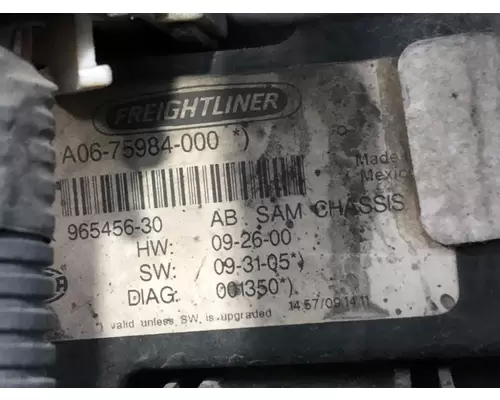 FREIGHTLINER
A06-75984-000 *)
Made
Mexic
965456-30 AB SAM CHASSIS
HW: 09-26-00
SW: 09-31-05*)
DIAG: 001350*)
14:57/09.14.11
*) valid unless SW. is upgraded